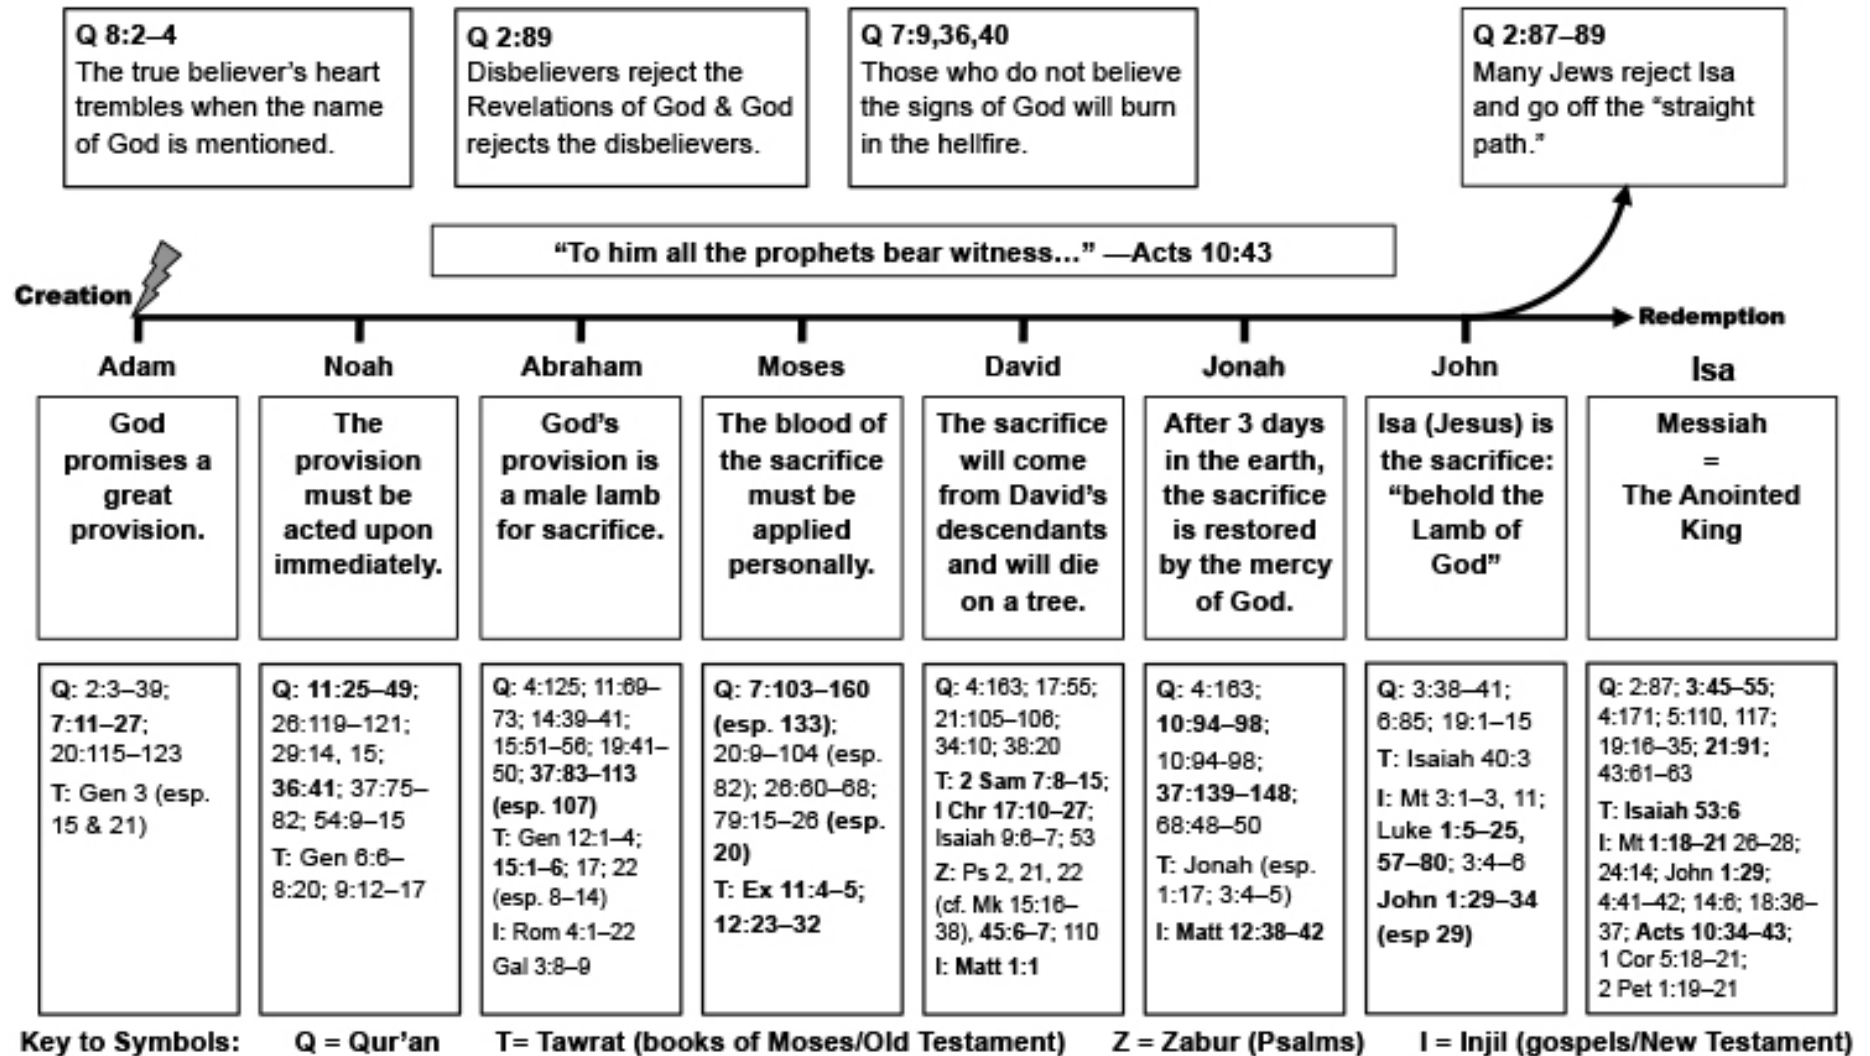 Q 8:2–4
The true believer's heart
trembles when the name
of God is mentioned.
Q 2:89
Disbelievers reject the
Revelations of God & God
rejects the disbelievers.
Q 7:9,36,40
Those who do not believe
the signs of God will burn
in the hellfire.
Q 2:87–89
Many Jews reject Isa
and go off the “straight
path.”
“To him all the prophets bear witness…” —Acts 10:43
Creation
Redemption
Adam
Noah
Abraham
Moses
David
Jonah
John
Isa
God
promises a
great
provision.
The
provision
must be
acted upon
immediately.
God's
provision is
a male lamb
for sacrifice.
The blood of
the sacrifice
must be
applied
personally.
The sacrifice
will come
from David's
descendants
and will die
on a tree.
After 3 days
in the earth,
the sacrifice
is restored
by the mercy
of God.
Isa (Jesus) is
the sacrifice:
“behold the
Lamb of
God”
Messiah
=
The Anointed
King
Q: 2:3–39;
7:11–27;
20:115–123
T: Gen 3 (esp.
15 & 21)
Q: 11:25–49;
26:119–121;
29:14, 15;
36:41; 37:75–
82; 54:9–15
T: Gen 6:6–
8:20; 9:12–17
Q: 4:125; 11:69–
73; 14:39–41;
15:51–56; 19:41–
50; 37:83–113
(esp. 107)
T: Gen 12:1–4;
15:1–6; 17; 22
(esp. 8–14)
I: Rom 4:1–22
Gal 3:8–9
Q: 7:103–160
(esp. 133);
20:9–104 (esp.
82); 26:60–68;
79:15–26 (esp.
20)
T: Ex 11:4–5;
12:23–32
Q: 4:163; 17:55;
21:105–106;
34:10; 38:20
T: 2 Sam 7:8–15;
I Chr 17:10–27;
Isaiah 9:6–7; 53
Z: Ps 2, 21, 22
(cf. Mk 15:16–
38), 45:6–7; 110
I: Matt 1:1
Q: 4:163;
10:94–98;
10:94-98;
37:139–148;
68:48–50
T: Jonah (esp.
1:17; 3:4–5)
I: Matt 12:38–42
Q: 3:38–41;
6:85; 19:1–15
T: Isaiah 40:3
I: Mt 3:1–3, 11;
Luke 1:5–25,
57–80; 3:4–6
John 1:29–34
(esp 29)
Q: 2:87; 3:45–55;
4:171; 5:110, 117;
19:16–35; 21:91;
43:61–63
T: Isaiah 53:6
I: Mt 1:18–21 26–28;
24:14; John 1:29;
4:41–42; 14:6; 18:36–
37; Acts 10:34–43;
1 Cor 5:18–21;
2 Pet 1:19–21
Key to Symbols: Q = Qur'an T= Tawrat (books of Moses/Old Testament) Z = Zabur (Psalms) I = Injil (gospels/New Testament)